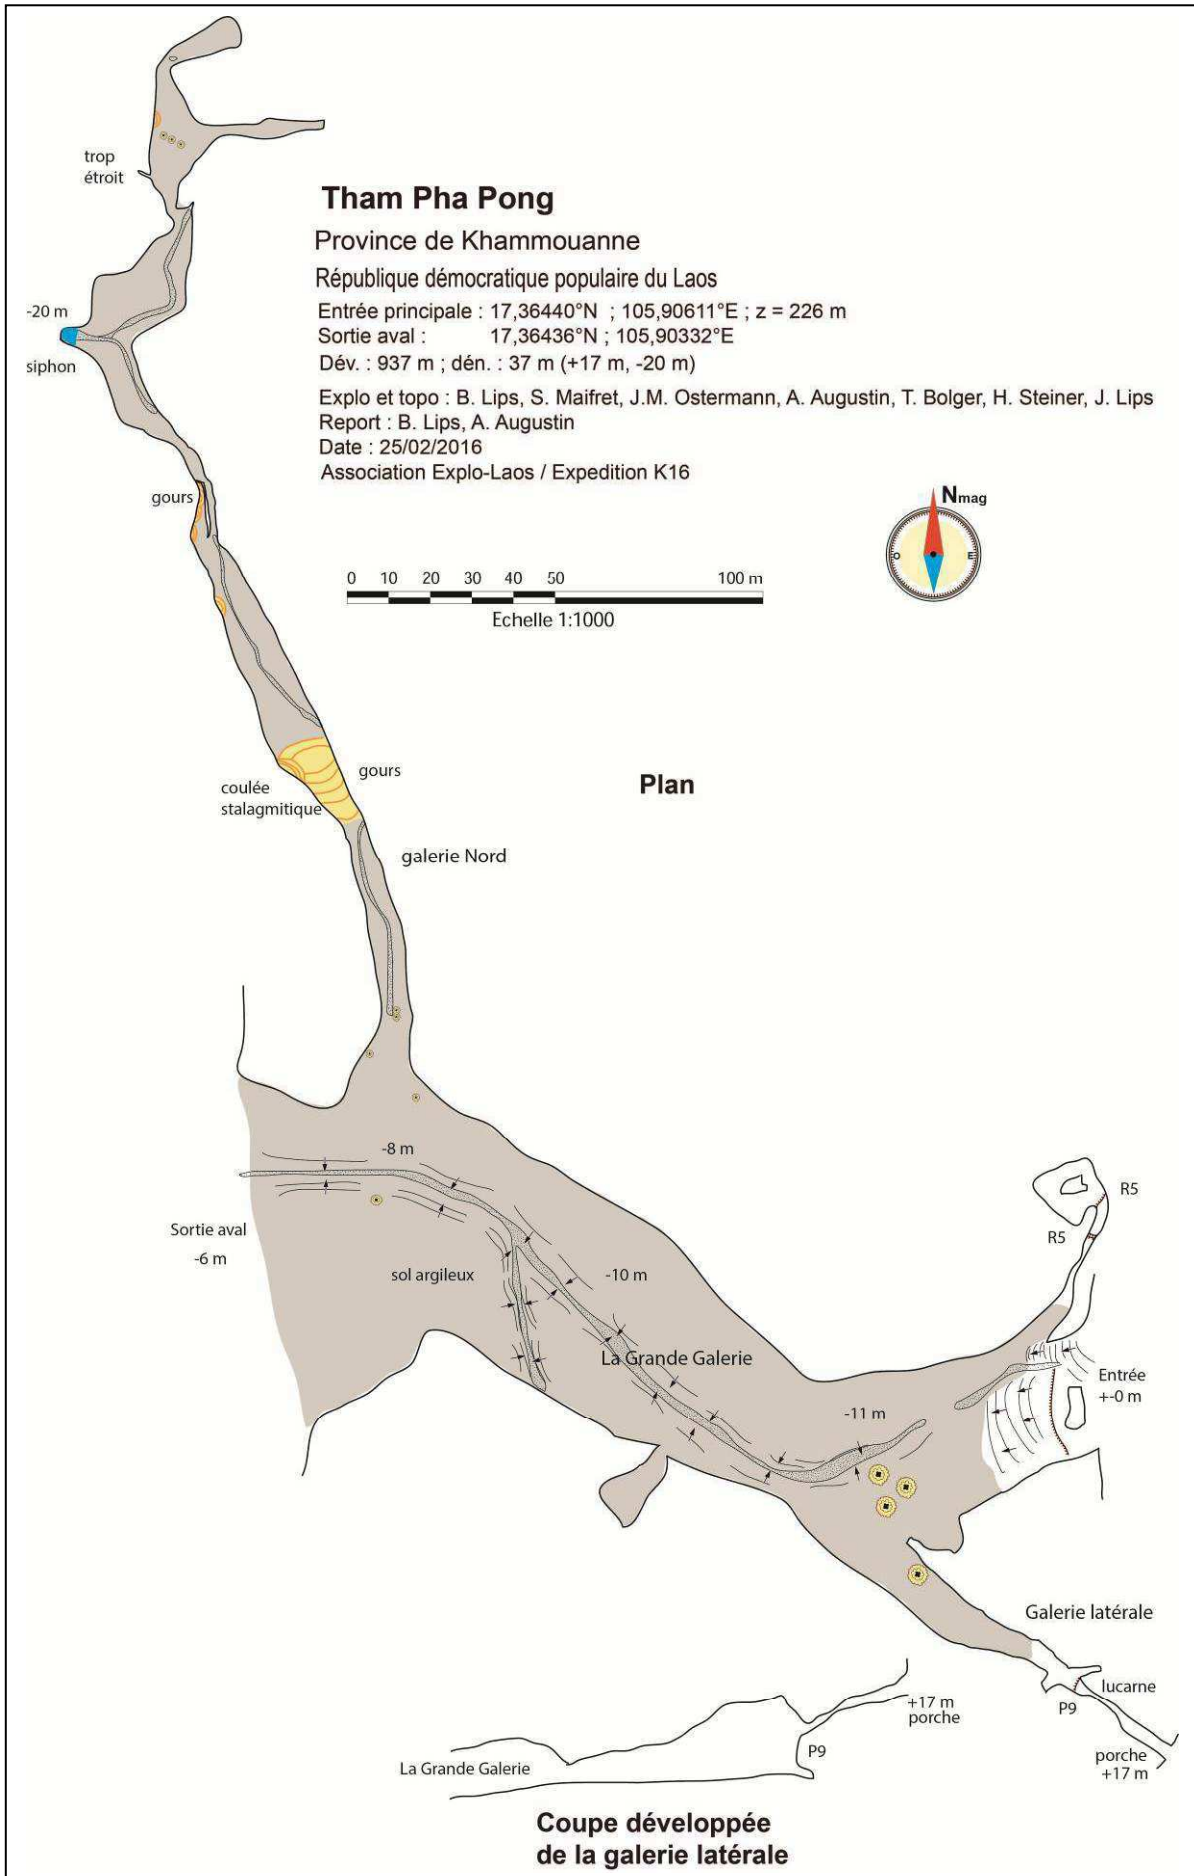 trop
étroit
Tham Pha Pong
Province de Khammouanne
République démocratique populaire du Laos
Entrée principale : 17,36440°N ; 105,90611°E ; z = 226 m
Sortie aval : 17,36436°N ; 105,90332°E
Dév. : 937 m ; dén. : 37 m (+17 m, -20 m)
Explo et topo : B. Lips, S. Maifret, J.M. Ostermann, A. Augustin, T. Bolger, H. Steiner, J. Lips
Report : B. Lips, A. Augustin
Date : 25/02/2016
Association Explo-Laos / Expedition K16
-20 m
siphon
gours
Nmag
O E
0 10 20 30 40 50 100 m
Echelle 1:1000
gours
coulée
stalagmitique
Plan
galerie Nord
-8 m
Sortie aval
-6 m
sol argileux
-10 m
La Grande Galerie
-11 m
R5
R5
Entrée
+-0 m
Galerie latérale
lucarne
P9
porche
+17 m
+17 m
porche
P9
La Grande Galerie
Coupe développée
de la galerie latérale